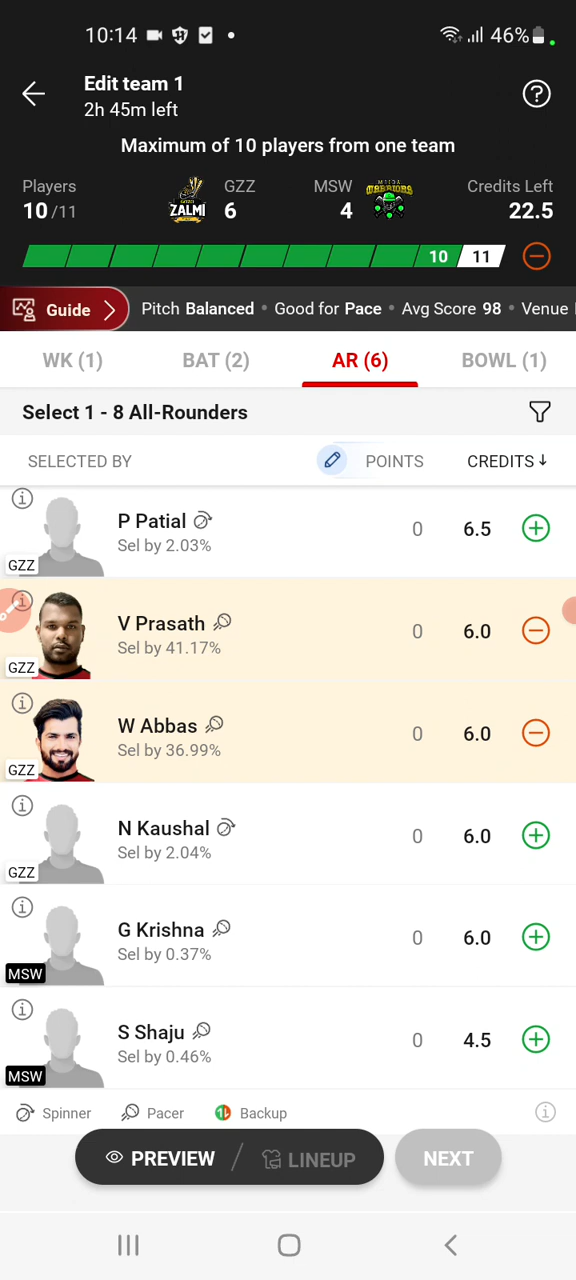 10:14 46%
Edit team 1
2h 45m left
Maximum of 10 players from one team
Players GZZ MSW Credits Left
10/11 ZALMI 6 4 WARRIORS 22.5
10 11
Guide Pitch Balanced • Good for Pace • Avg Score 98 • Venue
WK (1) BAT (2) AR (6) BOWL (1)
Select 1 - 8 All-Rounders
SELECTED BY POINTS CREDITS↓
P Patial 0 6.5
Sel by 2.03%
GZZ
V Prasath 0 6.0
Sel by 41.17%
GZZ
W Abbas 0 6.0
Sel by 36.99%
GZZ
N Kaushal 0 6.0
Sel by 2.04%
GZZ
G Krishna 0 6.0
Sel by 0.37%
MSW
S Shaju 0 4.5
Sel by 0.46%
MSW
Spinner Pacer Backup
PREVIEW / LINEUP NEXT